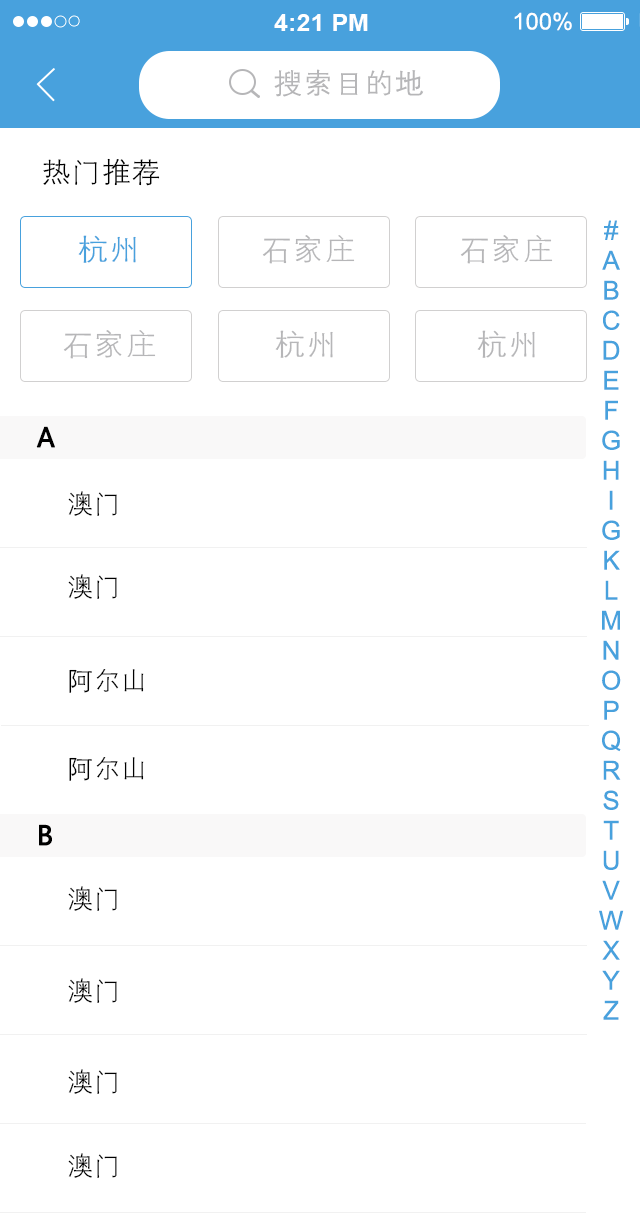 4:21 PM 100%
搜索目的地
热门推荐
杭州 石家庄 石家庄
石家庄 杭州 杭州
A
澳门
澳门
阿尔山
阿尔山
B
澳门
澳门
澳门
澳门
#
A
B
C
D
E
F
G
H
I
G
K
L
M
N
O
P
Q
R
S
T
U
V
W
X
Y
Z